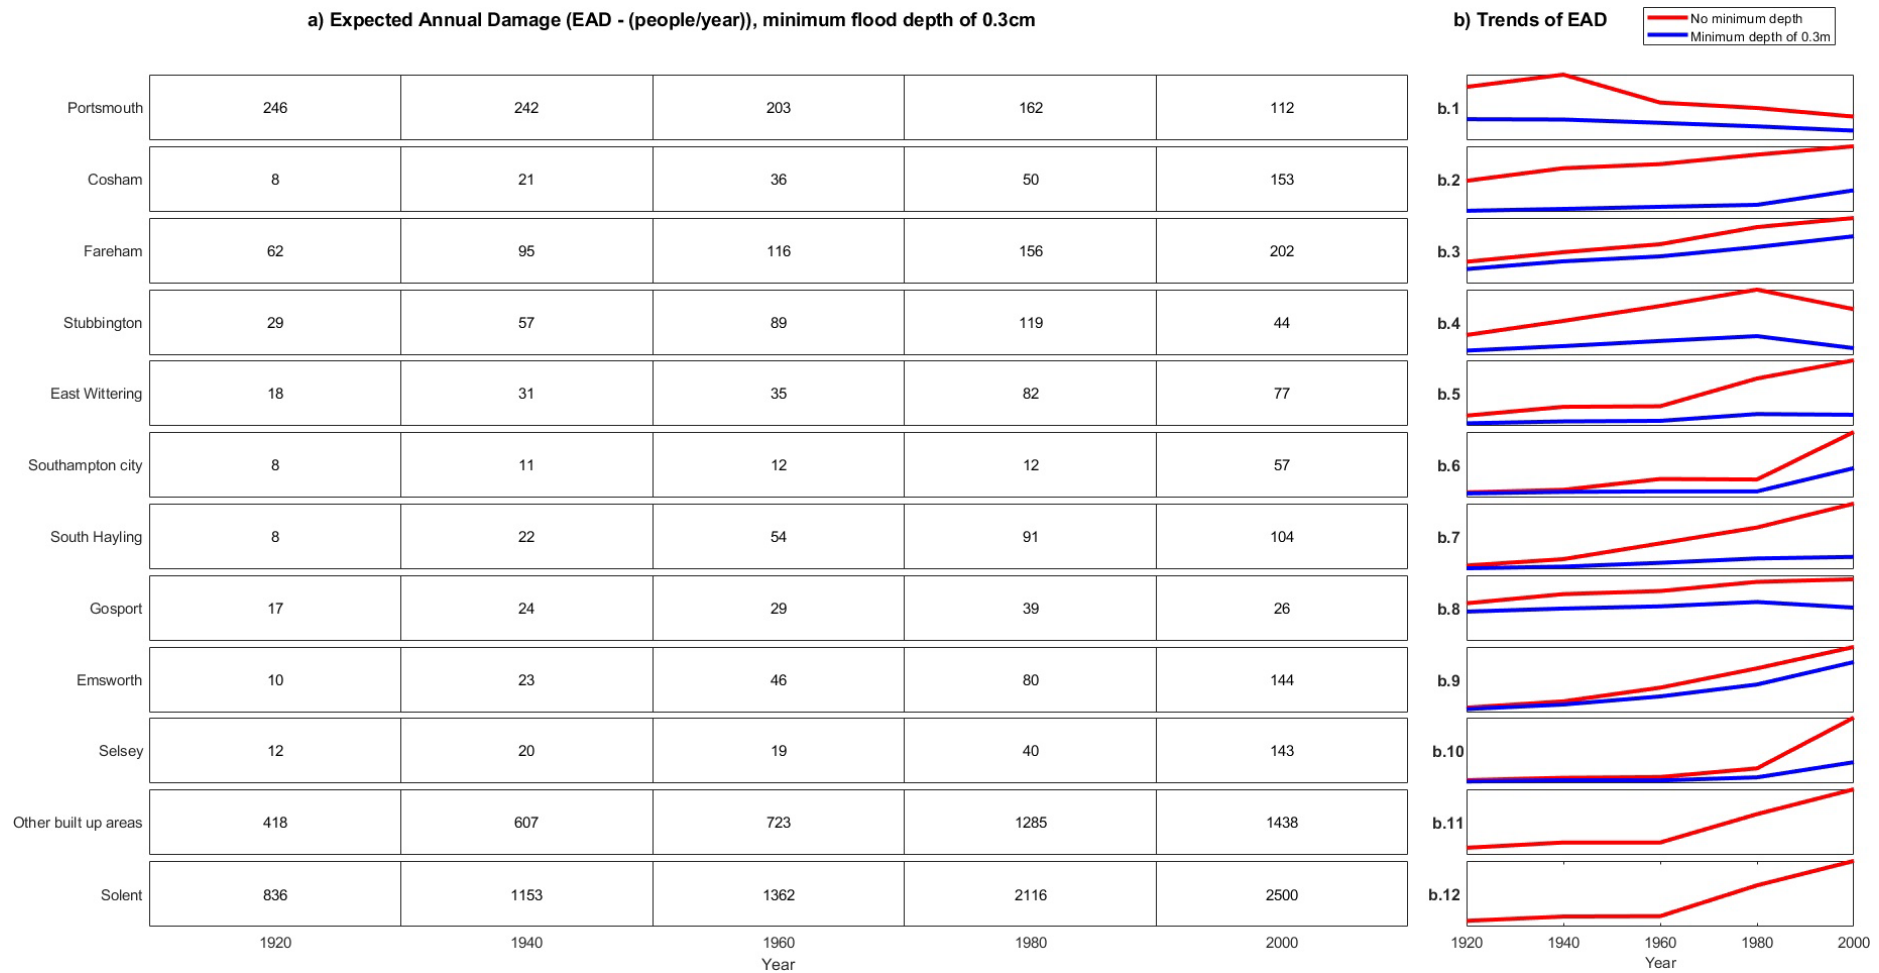 a) Expected Annual Damage (EAD - (people/year)), minimum flood depth of 0.3cm
b) Trends of EAD
No minimum depth
Minimum depth of 0.3m
Portsmouth 246 242 203 162 112 b.1
Cosham 8 21 36 50 153 b.2
Fareham 62 95 116 156 202 b.3
Stubbington 29 57 89 119 44 b.4
East Wittering 18 31 35 82 77 b.5
Southampton city 8 11 12 12 57 b.6
South Hayling 8 22 54 91 104 b.7
Gosport 17 24 29 39 26 b.8
Emsworth 10 23 46 80 144 b.9
Selsey 12 20 19 40 143 b.10
Other built up areas 418 607 723 1285 1438 b.11
Solent 836 1153 1362 2116 2500 b.12
1920 1940 1960 1980 2000 1920 1940 1960 1980 2000
Year Year